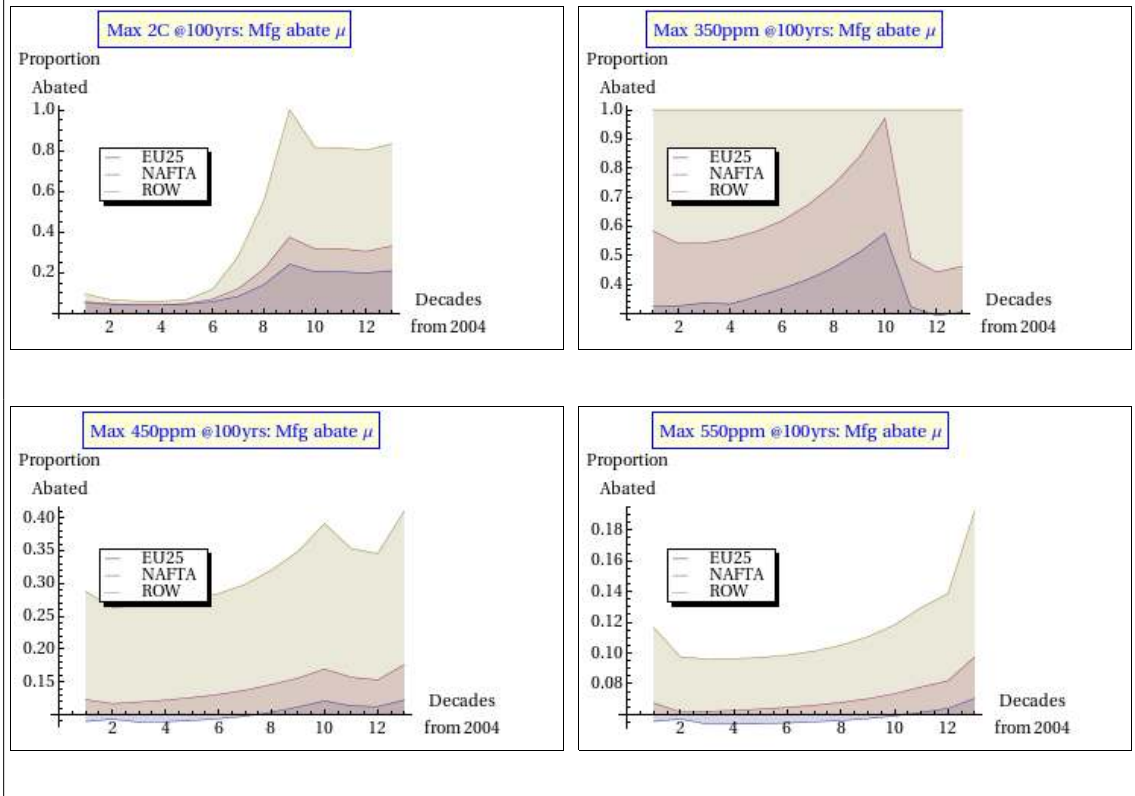 Max 2C @100yrs: Mfg abate μ
Proportion
Abated
1.0
0.8
0.6
0.4
0.2
EU25
NAFTA
ROW
2 4 6 8 10 12
Decades
from 2004
Max 350ppm @100yrs: Mfg abate μ
Proportion
Abated
1.0
0.9
0.8
0.7
0.6
0.5
0.4
EU25
NAFTA
ROW
2 4 6 8 10 12
Decades
from 2004
Max 450ppm @100yrs: Mfg abate μ
Proportion
Abated
0.40
0.35
0.30
0.25
0.20
0.15
EU25
NAFTA
ROW
2 4 6 8 10 12
Decades
from 2004
Max 550ppm @100yrs: Mfg abate μ
Proportion
Abated
0.18
0.16
0.14
0.12
0.10
0.08
EU25
NAFTA
ROW
2 4 6 8 10 12
Decades
from 2004